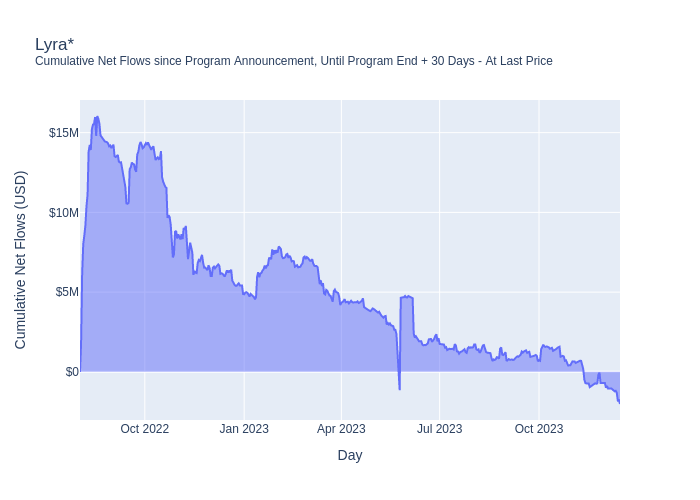 Lyra*
Cumulative Net Flows since Program Announcement, Until Program End + 30 Days - At Last Price
Cumulative Net Flows (USD)
$15M
$10M
$5M
$0
Oct 2022
Jan 2023
Apr 2023
Jul 2023
Oct 2023
Day